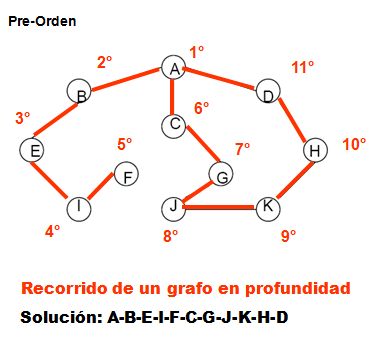 Pre-Orden
1°
2°
A
11°
B
D
3°
6°
5°
C
7°
E
H
10°
F
G
I
J
K
4°
8°
9°
Recorrido de un grafo en profundidad
Solución: A-B-E-I-F-C-G-J-K-H-D